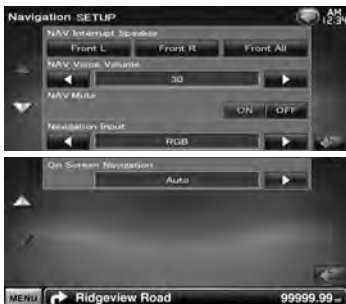 Navigation SETUP
AM
12:34
NAV Interrupt Speaker
Front L Front R Front All
NAV Voice Volume
30
NAV Mute
ON OFF
Navigation Input
RGB
On Screen Navigation
Auto
MENU Ridgeview Road 99999.99